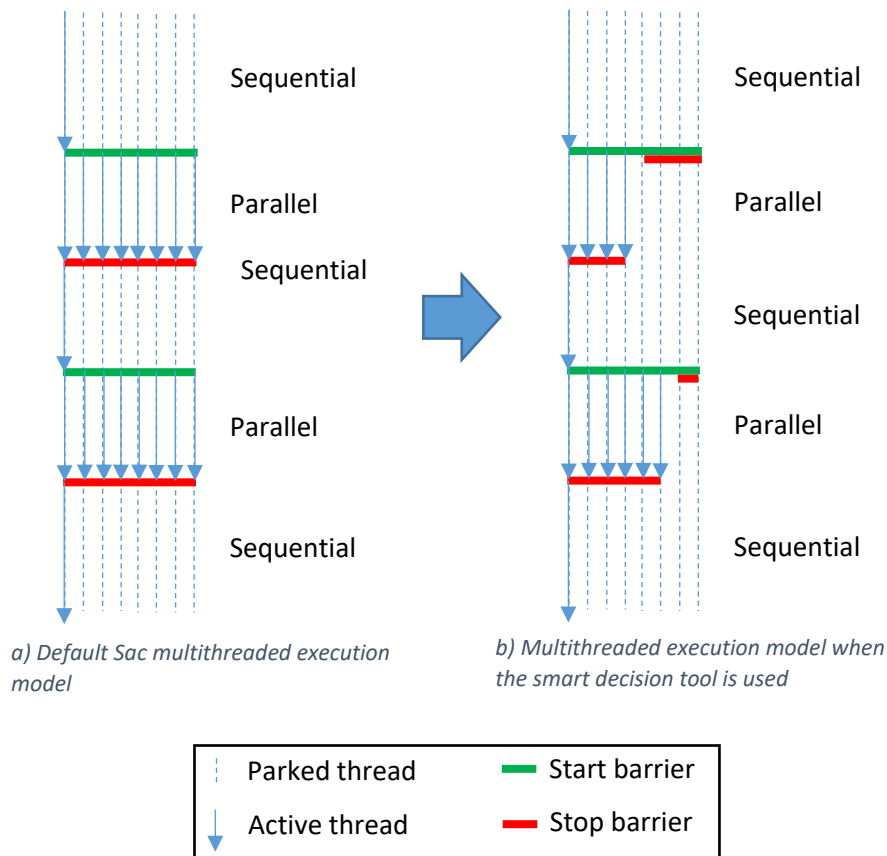 Sequential
Parallel
Sequential
Parallel
Sequential
a) Default Sac multithreaded execution
model
Sequential
Parallel
Sequential
Parallel
Sequential
b) Multithreaded execution model when
the smart decision tool is used
Parked thread
Start barrier
Active thread
Stop barrier